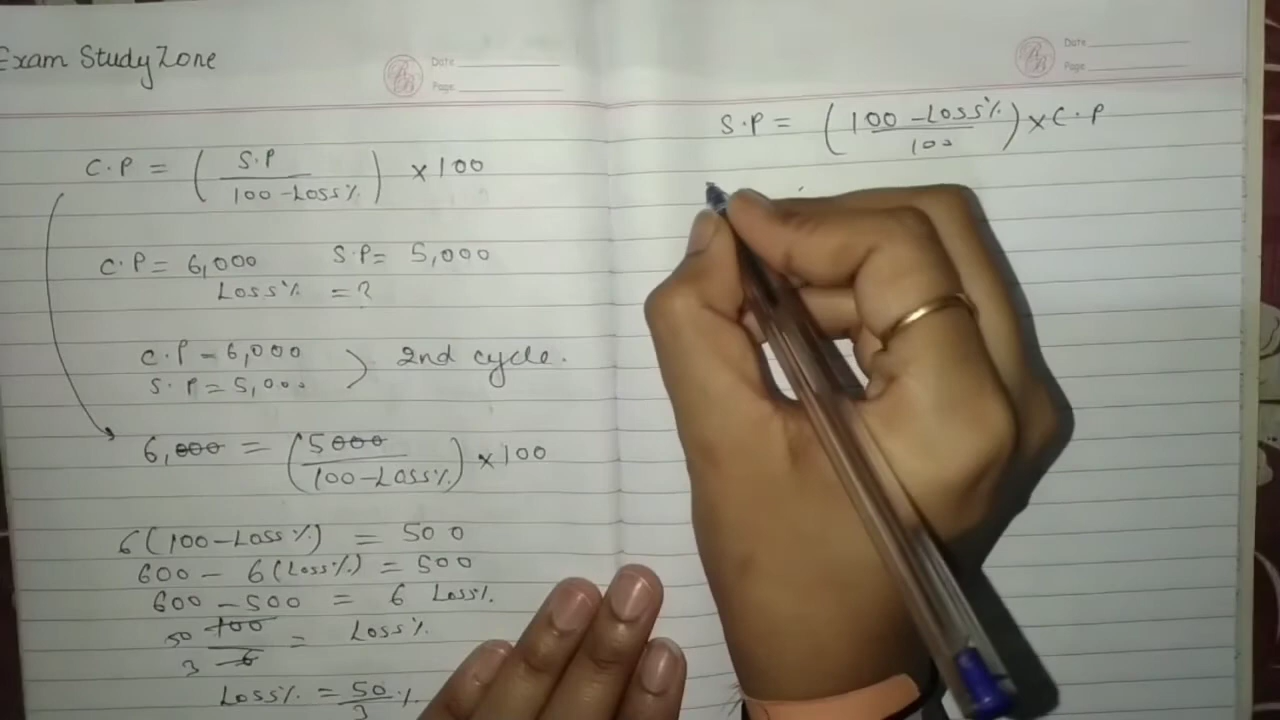 Exam Study Zone
Date
Page
C.P = ( S.P / 100 - Loss% ) × 100
C.P = 6,000 S.P = 5,000
Loss% = ?
C.P - 6,000
S.P = 5,000
) 2nd cycle.
6,000 = ( 5000 / 100 - Loss% ) × 100
6(100 - Loss%) = 500
600 - 6(Loss%) = 500
600 - 500 = 6 Loss%
50 100 / 3 6 = Loss%
Loss% = 50/3 %
Date
Page
S.P = ( 100 - Loss% / 100 ) × C.P